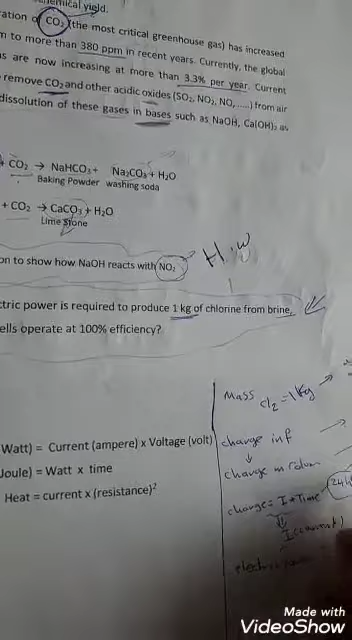 emical yield.
ration of CO₂ (the most critical greenhouse gas) has increased
m to more than 380 ppm in recent years. Currently, the global
s are now increasing at more than 3.3% per year. Current
remove CO₂ and other acidic oxides (SO₂, NO₂, NO,.....) from air
dissolution of these gases in bases such as NaOH, Ca(OH)₂ as
+ CO₂ → NaHCO₃ + Na₂CO₃ + H₂O
Baking Powder washing soda
+ CO₂ → CaCO₃ + H₂O
Lime Stone
on to show how NaOH reacts with NO₂
H.w
ctric power is required to produce 1 kg of chlorine from brine,
ells operate at 100% efficiency?
Watt) = Current (ampere) x Voltage (volt)
Joule) = Watt x time
Heat = current x (resistance)²
Mass Cl₂ = 1 Kg →
charge in F →
↓
charge in
charge = I * Time
⇓
I (current)
Made with
VideoShow